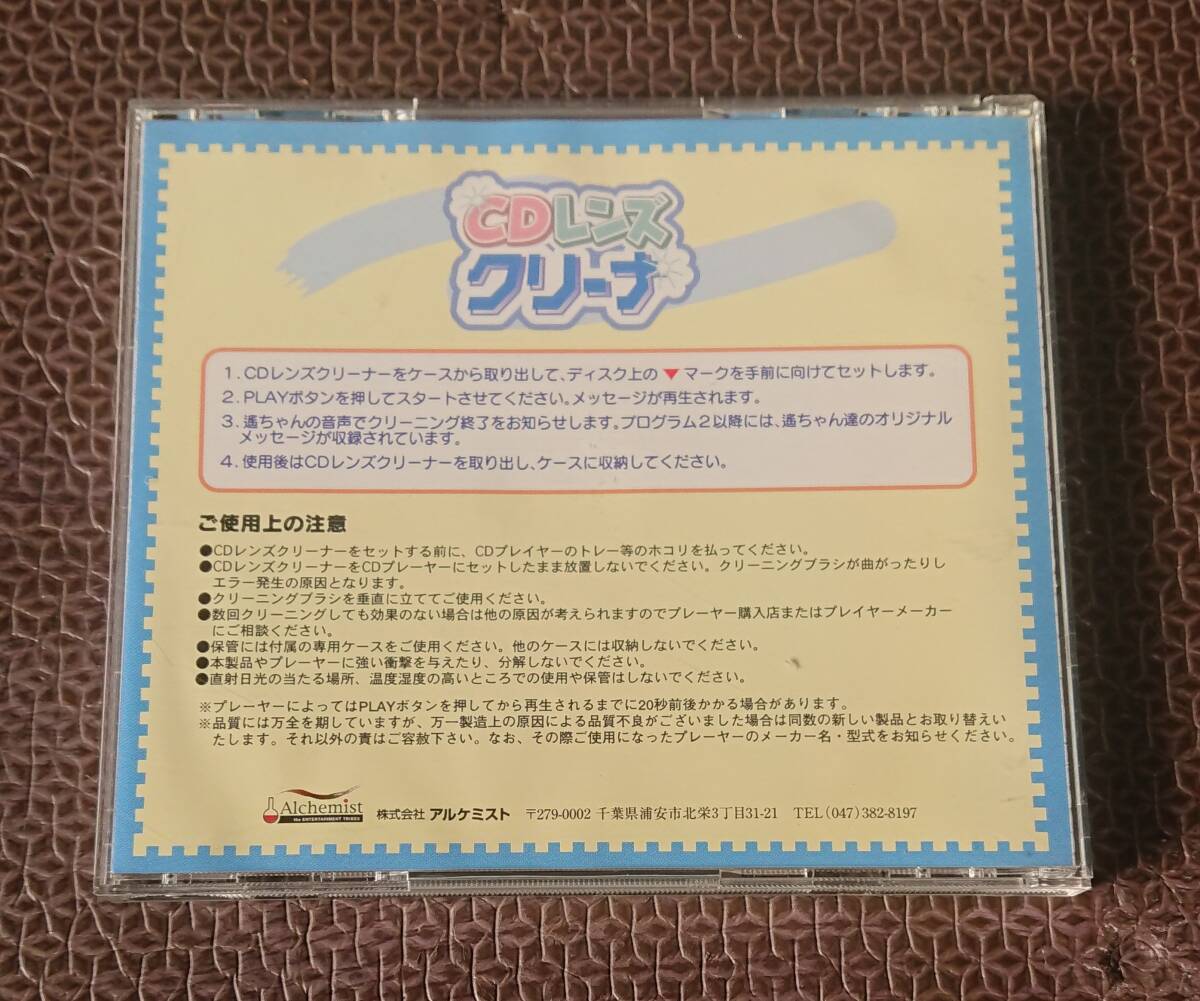 CDレンズ
クリーナ
1. CDレンズクリーナーをケースから取り出して、ディスク上の▼マークを手前に向けてセットします。
2. PLAYボタンを押してスタートさせてください。メッセージが再生されます。
3. 遙ちゃんの音声でクリーニング終了をお知らせします。プログラム2以降には、遙ちゃん達のオリジナル
メッセージが収録されています。
4. 使用後はCDレンズクリーナーを取り出し、ケースに収納してください。
ご使用上の注意
●CDレンズクリーナーをセットする前に、CDプレイヤーのトレー等のホコリを払ってください。
●CDレンズクリーナーをCDプレーヤーにセットしたまま放置しないでください。クリーニングブラシが曲がったりし
エラー発生の原因となります。
●クリーニングブラシを垂直に立ててご使用ください。
●数回クリーニングしても効果のない場合は他の原因が考えられますのでプレーヤー購入店またはプレイヤーメーカー
にご相談ください。
●保管には付属の専用ケースをご使用ください。他のケースには収納しないでください。
●本製品やプレーヤーに強い衝撃を与えたり、分解しないでください。
●直射日光の当たる場所、温度湿度の高いところでの使用や保管はしないでください。
※プレーヤーによってはPLAYボタンを押してから再生されるまでに20秒前後かかる場合があります。
※品質には万全を期していますが、万一製造上の原因による品質不良がございました場合は同数の新しい製品とお取り替えい
たします。それ以外の責はご容赦下さい。なお、その際ご使用になったプレーヤーのメーカー名・型式をお知らせください。
Alchemist
the ENTERTAINMENT TRIBES
株式会社 アルケミスト 〒279-0002 千葉県浦安市北栄3丁目31-21 TEL(047)382-8197